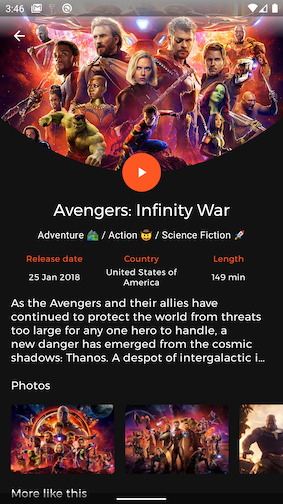 3:46
Avengers: Infinity War
Adventure 🏞️ / Action 🤠 / Science Fiction 🚀
Release date Country Length
25 Jan 2018 United States of America 149 min
As the Avengers and their allies have
continued to protect the world from threats
too large for any one hero to handle, a
new danger has emerged from the cosmic
shadows: Thanos. A despot of intergalactic i...
Photos
More like this